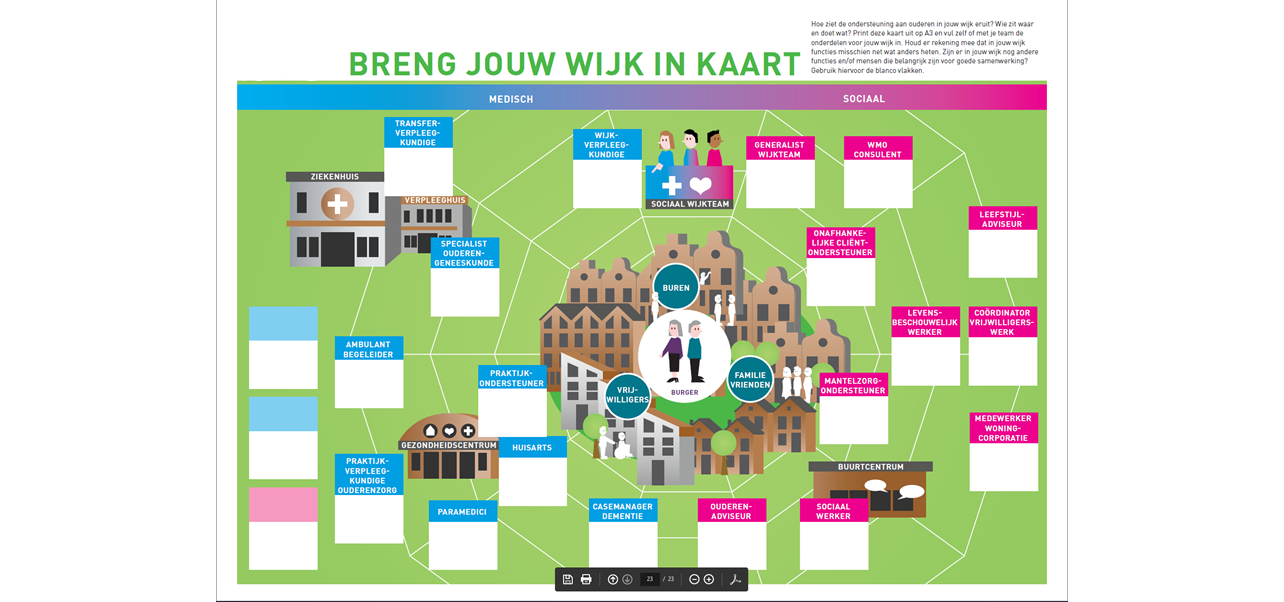 Hoe ziet de ondersteuning aan ouderen in jouw wijk eruit? Wie zit waar
en doet wat? Print deze kaart uit op A3 en vul zelf of met je team de
onderdelen voor jouw wijk in. Houd er rekening mee dat in jouw wijk
functies misschien net wat anders heten. Zijn er in jouw wijk nog andere
functies en/of mensen die belangrijk zijn voor goede samenwerking?
Gebruik hiervoor de blanco vlakken.
BRENG JOUW WIJK IN KAART
MEDISCH
SOCIAAL
TRANSFER-
VERPLEEG-
KUNDIGE
WIJK-
VERPLEEG-
KUNDIGE
GENERALIST
WIJKTEAM
WMO
CONSULENT
ZIEKENHUIS
VERPLEEGHUIS
SOCIAAL WIJKTEAM
LEEFSTIJL-
ADVISEUR
SPECIALIST
OUDEREN-
GENEESKUNDE
ONAFHANKE-
LIJKE CLIËNT-
ONDERSTEUNER
BUREN
LEVENS-
BESCHOUWELIJK
WERKER
COÖRDINATOR
VRIJWILLIGERS-
WERK
AMBULANT
BEGELEIDER
PRAKTIJK-
ONDERSTEUNER
FAMILIE
VRIENDEN
MANTELZORG-
ONDERSTEUNER
VRIJ-
WILLIGERS
BURGER
MEDEWERKER
WONING-
CORPORATIE
GEZONDHEIDSCENTRUM
HUISARTS
PRAKTIJK-
VERPLEEG-
KUNDIGE
OUDERENZORG
BUURTCENTRUM
PARAMEDICI
CASEMANAGER
DEMENTIE
OUDEREN-
ADVISEUR
SOCIAAL
WERKER
23 / 23